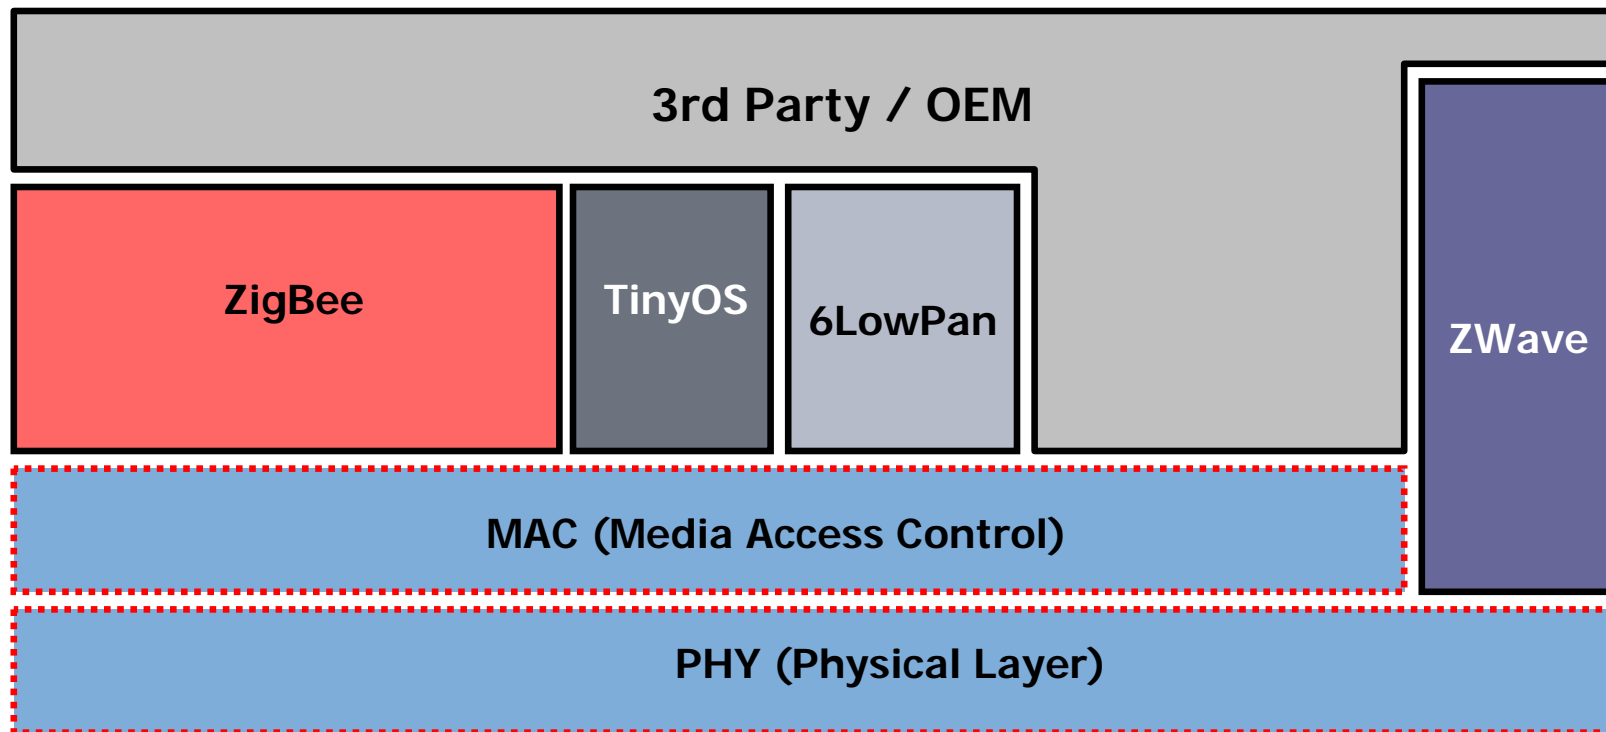 3rd Party / OEM
ZigBee
TinyOS
6LowPan
ZWave
MAC (Media Access Control)
PHY (Physical Layer)